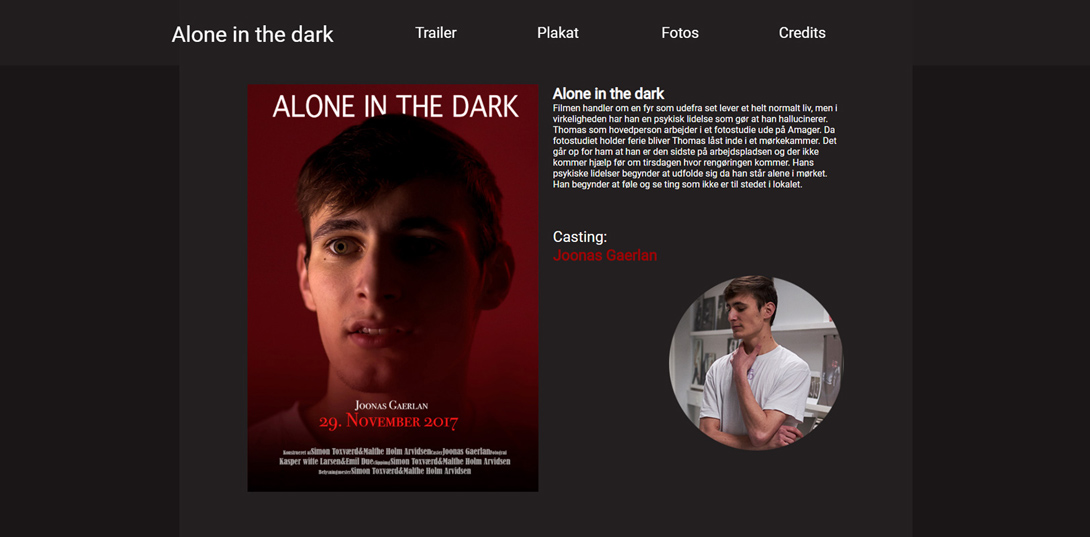 Alone in the dark
Trailer
Plakat
Fotos
Credits
ALONE IN THE DARK
JOONAS GAERLAN
29. NOVEMBER 2017
Konstrueret af Simon Toxværd&Malthe Holm Arvidsen Caster Joonas Gaerlan Fotograf
Kasper witte Larsen&Emil Due Clipning Simon Toxværd&Malthe Holm Arvidsen
Belysningmester Simon Toxværd&Malthe Holm Arvidsen
Alone in the dark
Filmen handler om en fyr som udefra set lever et helt normalt liv, men i
virkeligheden har han en psykisk lidelse som gør at han hallucinerer.
Thomas som hovedperson arbejder i et fotostudie ude på Amager. Da
fotostudiet holder ferie bliver Thomas låst inde i et mørkekammer. Det
går op for ham at han er den sidste på arbejdspladsen og der ikke
kommer hjælp før om tirsdagen hvor rengøringen kommer. Hans
psykiske lidelser begynder at udfolde sig da han står alene i mørket.
Han begynder at føle og se ting som ikke er til stedet i lokalet.
Casting:
Joonas Gaerlan